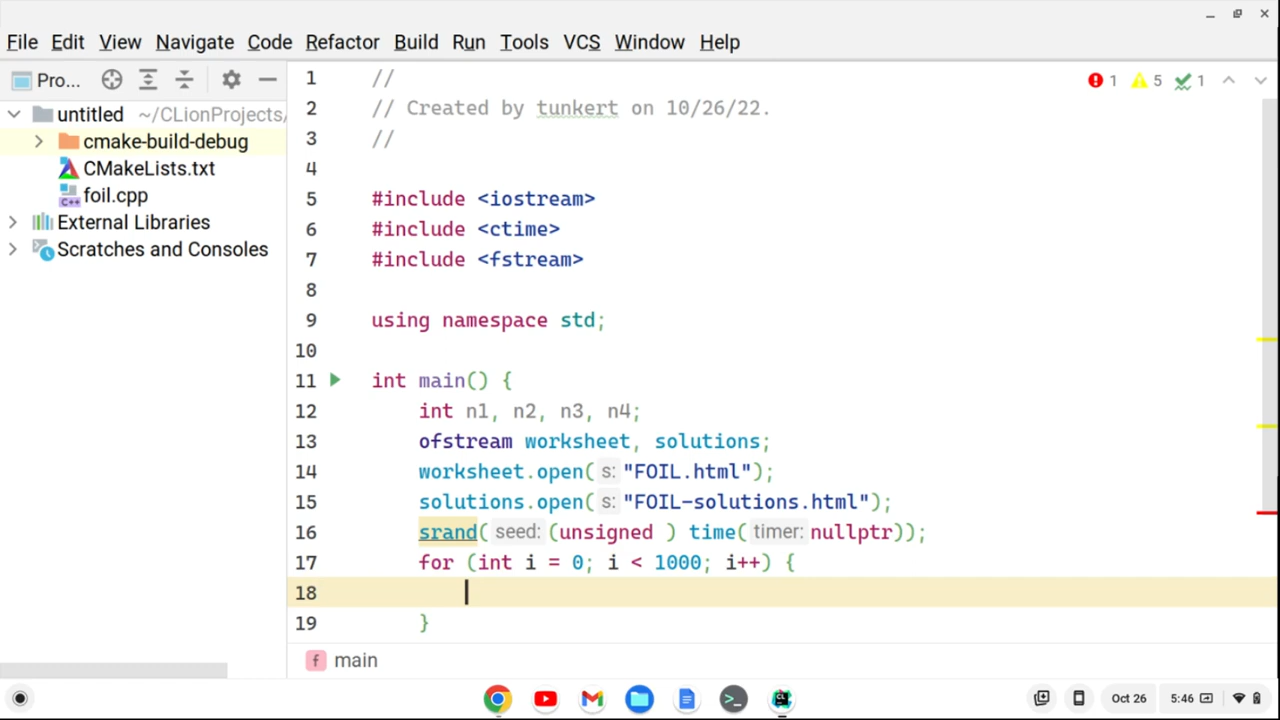 File Edit View Navigate Code Refactor Build Run Tools VCS Window Help
Pro...
untitled ~/CLionProjects/
cmake-build-debug
CMakeLists.txt
foil.cpp
External Libraries
Scratches and Consoles
1 //
2 // Created by tunkert on 10/26/22.
3 //
4
5 #include <iostream>
6 #include <ctime>
7 #include <fstream>
8
9 using namespace std;
10
11 int main() {
12 int n1, n2, n3, n4;
13 ofstream worksheet, solutions;
14 worksheet.open( s: "FOIL.html");
15 solutions.open( s: "FOIL-solutions.html");
16 srand( seed: (unsigned ) time( timer: nullptr));
17 for (int i = 0; i < 1000; i++) {
18
19 }
1 5 1
f main
Oct 26 5:46